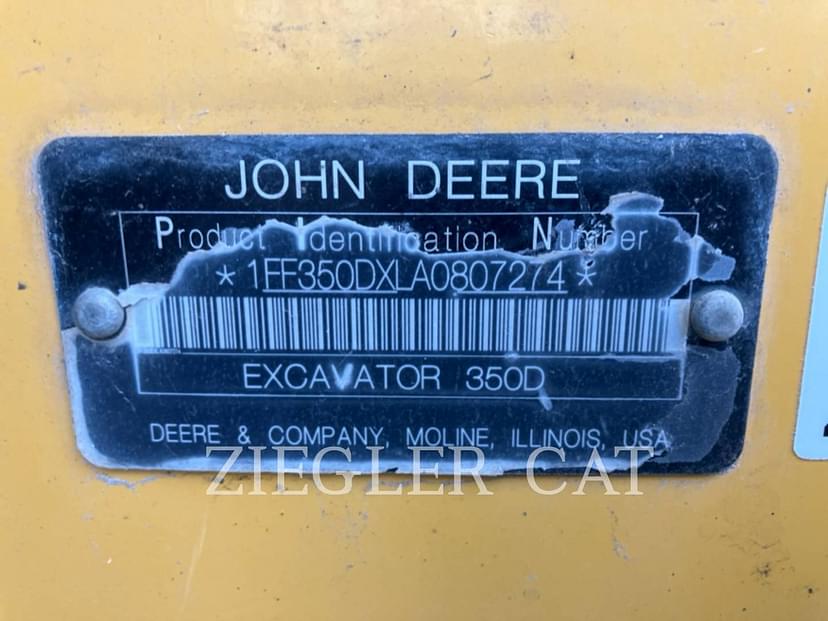 JOHN DEERE
Product Identification Number
*1FF350DXLA0807274*
EXCAVATOR 350D
DEERE & COMPANY, MOLINE, ILLINOIS, USA
ZIEGLER CAT